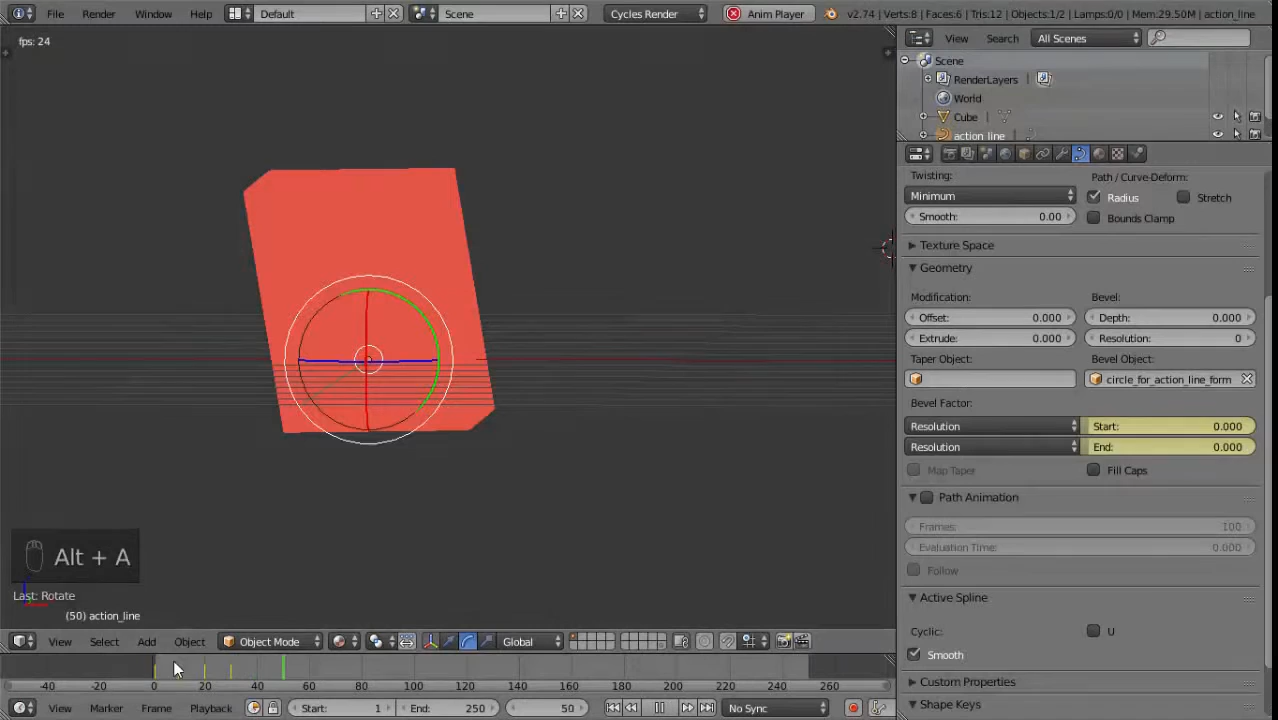 File Render Window Help Default Scene Cycles Render Anim Player v2.74 | Verts:8 | Faces:6 | Tris:12 | Objects:1/2 | Lamps:0/0 | Mem:29.50M | action_line
fps: 24
View Search All Scenes
Scene
RenderLayers
World
Cube
action_line
Twisting: Path / Curve-Deform:
Minimum Radius Stretch
Smooth: 0.00 Bounds Clamp
Texture Space
Geometry
Modification: Bevel:
Offset: 0.000 Depth: 0.000
Extrude: 0.000 Resolution: 0
Taper Object: Bevel Object:
circle_for_action_line_form
Bevel Factor:
Resolution Start: 0.000
Resolution End: 0.000
Map Taper Fill Caps
Path Animation
Frames: 100
Evaluation Time: 0.000
Follow
Active Spline
Cyclic: U
Smooth
Custom Properties
Shape Keys
Alt + A
Last: Rotate
(50) action_line
View Select Add Object Object Mode Global
-40 -20 0 20 40 60 80 100 120 140 160 180 200 220 240 260
View Marker Frame Playback Start: 1 End: 250 50 No Sync